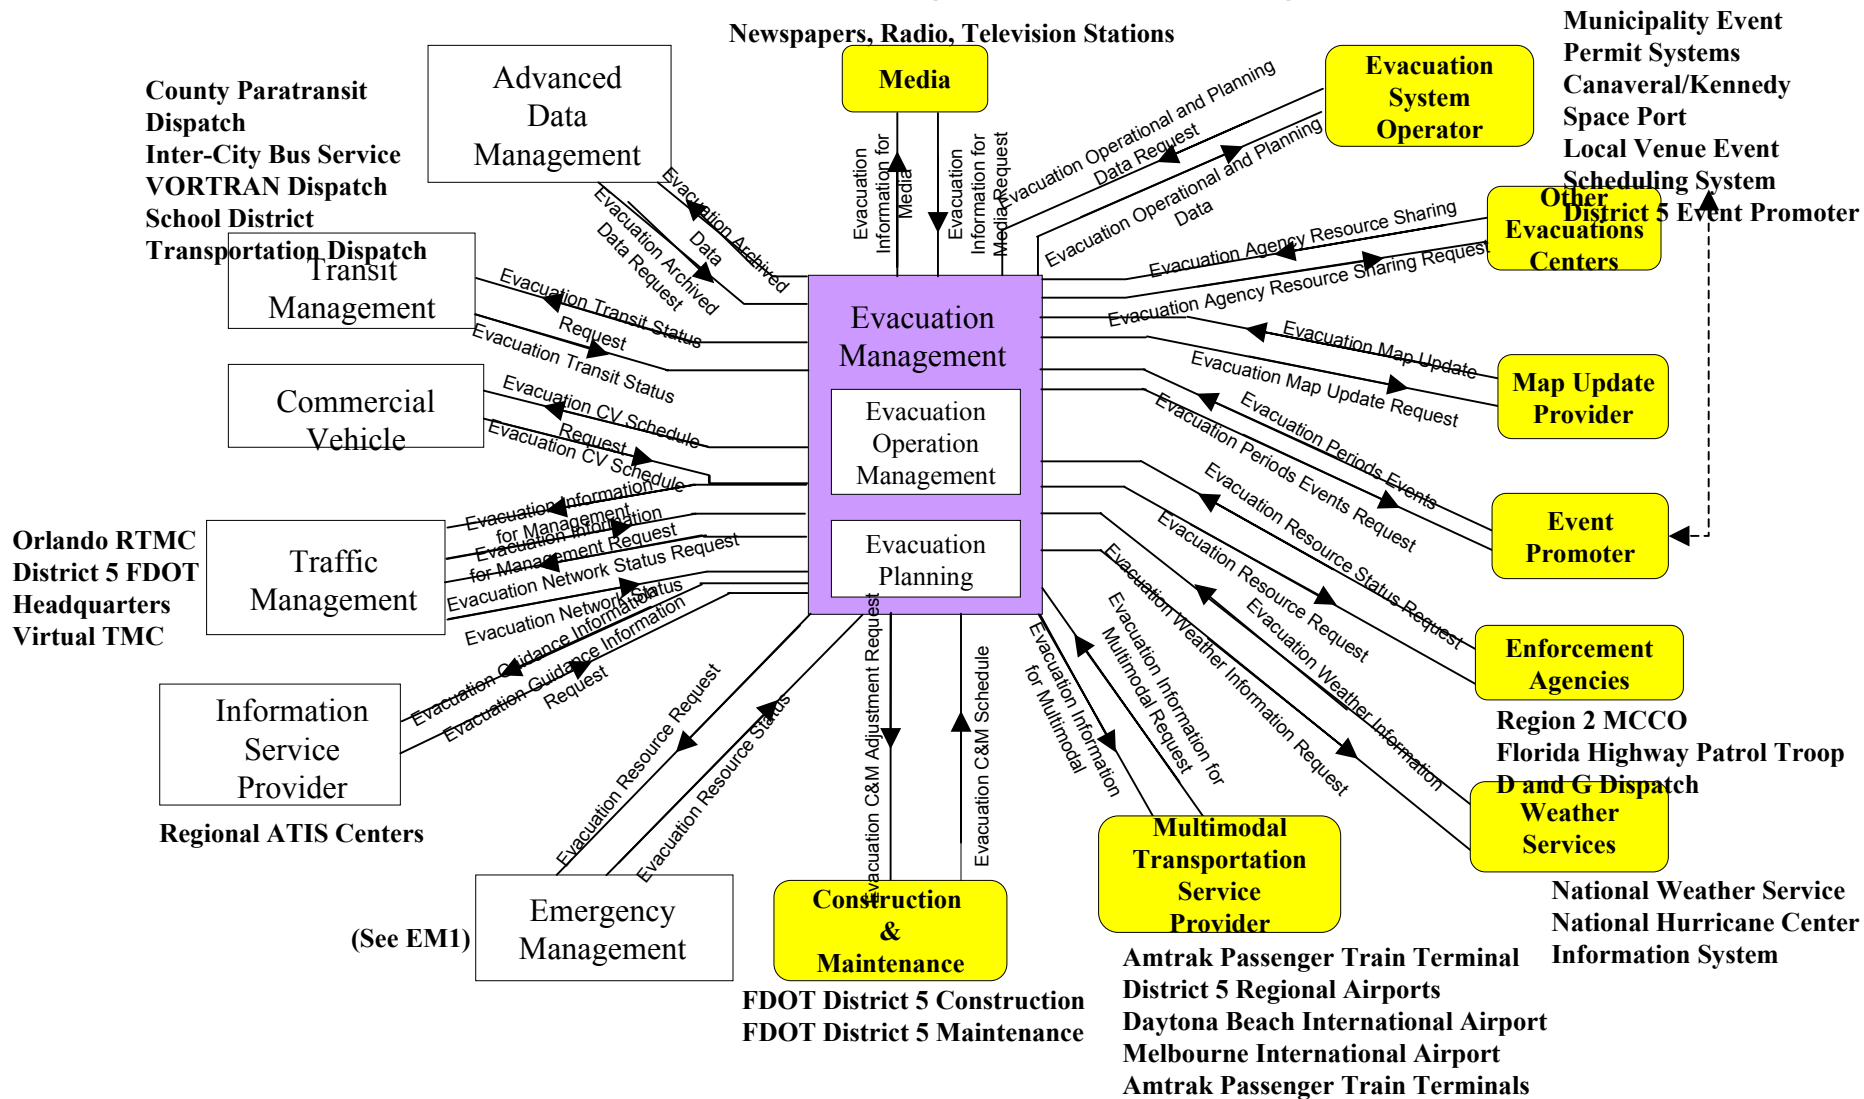 Newspapers, Radio, Television Stations
Media
Municipality Event
Permit Systems
Canaveral/Kennedy
Space Port
Local Venue Event
Scheduling System
District 5 Event Promoter
County Paratransit
Dispatch
Inter-City Bus Service
VORTRAN Dispatch
School District
Transportation Dispatch
Advanced
Data
Management
Evacuation
System
Operator
Evacuation
Information for
Media
Evacuation
Information for
Media Request
Evacuation Operational and Planning
Data Request
Evacuation Operational and Planning
Data
Evacuation Archived
Data
Evacuation Archived
Data Request
Other
Evacuations
Centers
Evacuation Agency Resource Sharing
Evacuation Agency Resource Sharing Request
Transit
Management
Evacuation Transit Status
Request
Evacuation Transit Status
Evacuation
Management
Evacuation
Operation
Management
Evacuation
Planning
Evacuation Map Update
Evacuation Map Update Request
Map Update
Provider
Commercial
Vehicle
Evacuation CV Schedule
Request
Evacuation CV Schedule
Evacuation Periods Events
Evacuation Periods Events Request
Event
Promoter
Orlando RTMC
District 5 FDOT
Headquarters
Virtual TMC
Traffic
Management
Evacuation Information
for Management
Evacuation Information
for Management Request
Evacuation Network Status Request
Evacuation Network Status
Evacuation Resource Status Request
Evacuation Resource Request
Enforcement
Agencies
Region 2 MCCO
Florida Highway Patrol Troop
D and G Dispatch
Information
Service
Provider
Regional ATIS Centers
Evacuation Guidance Information
Evacuation Guidance Information
Request
Evacuation Weather Information
Evacuation Weather Information Request
Weather
Services
National Weather Service
National Hurricane Center
Information System
(See EM1)
Emergency
Management
Evacuation Resource Request
Evacuation Resource Status
Evacuation C&M Adjustment Request
Evacuation C&M Schedule
Construction
&
Maintenance
FDOT District 5 Construction
FDOT District 5 Maintenance
Evacuation Information
for Multimodal
Evacuation Information for
Multimodal Request
Multimodal
Transportation
Service
Provider
Amtrak Passenger Train Terminal
District 5 Regional Airports
Daytona Beach International Airport
Melbourne International Airport
Amtrak Passenger Train Terminals